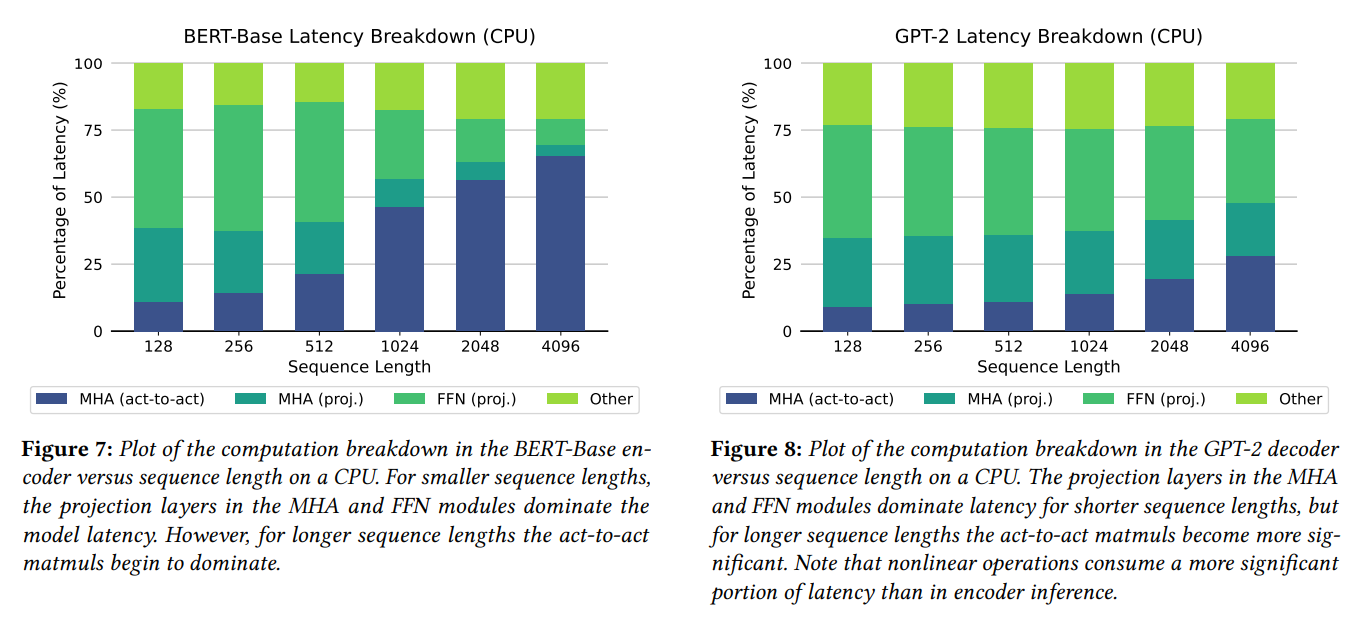 BERT-Base Latency Breakdown (CPU)
Percentage of Latency (%)
100
75
50
25
0
128 256 512 1024 2048 4096
Sequence Length
MHA (act-to-act) MHA (proj.) FFN (proj.) Other
Figure 7: Plot of the computation breakdown in the BERT-Base en-
coder versus sequence length on a CPU. For smaller sequence lengths,
the projection layers in the MHA and FFN modules dominate the
model latency. However, for longer sequence lengths the act-to-act
matmuls begin to dominate.
GPT-2 Latency Breakdown (CPU)
Percentage of Latency (%)
100
75
50
25
0
128 256 512 1024 2048 4096
Sequence Length
MHA (act-to-act) MHA (proj.) FFN (proj.) Other
Figure 8: Plot of the computation breakdown in the GPT-2 decoder
versus sequence length on a CPU. The projection layers in the MHA
and FFN modules dominate latency for shorter sequence lengths, but
for longer sequence lengths the act-to-act matmuls become more sig-
nificant. Note that nonlinear operations consume a more significant
portion of latency than in encoder inference.